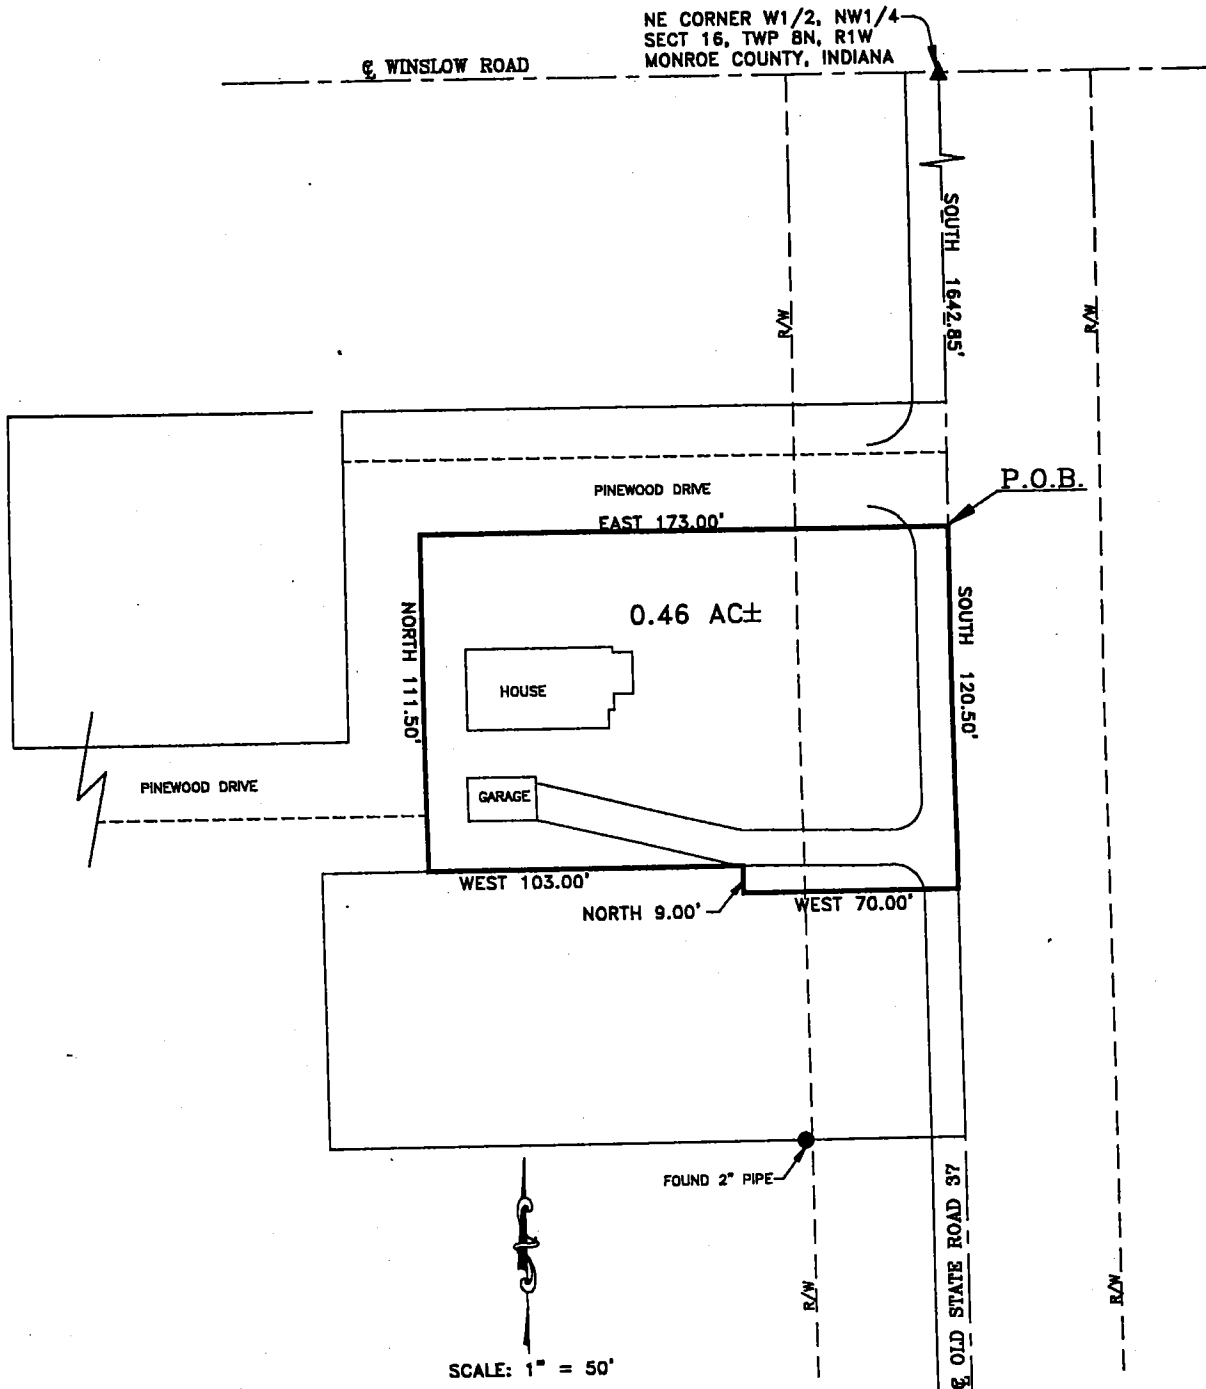 NE CORNER W1/2, NW1/4
SECT 16, TWP 8N, R1W
MONROE COUNTY, INDIANA
℄ WINSLOW ROAD
SOUTH 1642.85'
R/W
R/W
P.O.B.
PINEWOOD DRIVE
EAST 173.00'
0.46 AC±
NORTH 111.50'
SOUTH 120.50'
HOUSE
PINEWOOD DRIVE
GARAGE
WEST 103.00'
NORTH 9.00'
WEST 70.00'
FOUND 2" PIPE
℄ OLD STATE ROAD 37
R/W
R/W
SCALE: 1" = 50'